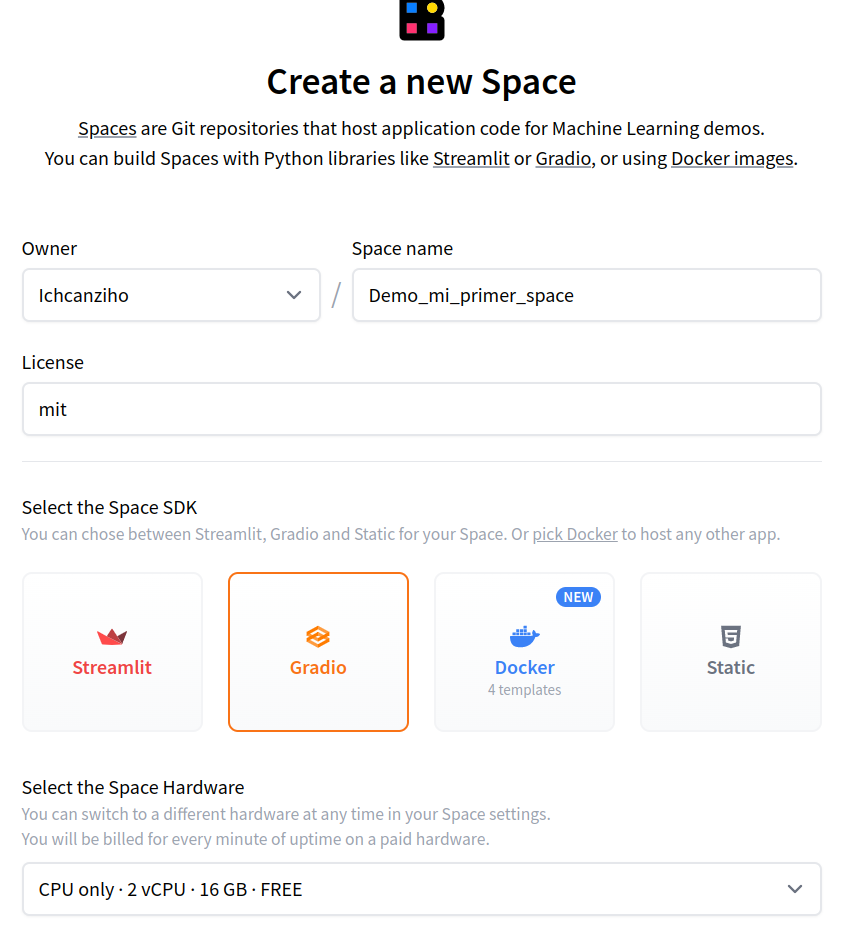 Create a new Space
Spaces are Git repositories that host application code for Machine Learning demos.
You can build Spaces with Python libraries like Streamlit or Gradio, or using Docker images.
Owner
Space name
Ichcanziho
/
Demo_mi_primer_space
License
mit
Select the Space SDK
You can chose between Streamlit, Gradio and Static for your Space. Or pick Docker to host any other app.
Streamlit
Gradio
NEW
Docker
4 templates
Static
Select the Space Hardware
You can switch to a different hardware at any time in your Space settings.
You will be billed for every minute of uptime on a paid hardware.
CPU only · 2 vCPU · 16 GB · FREE